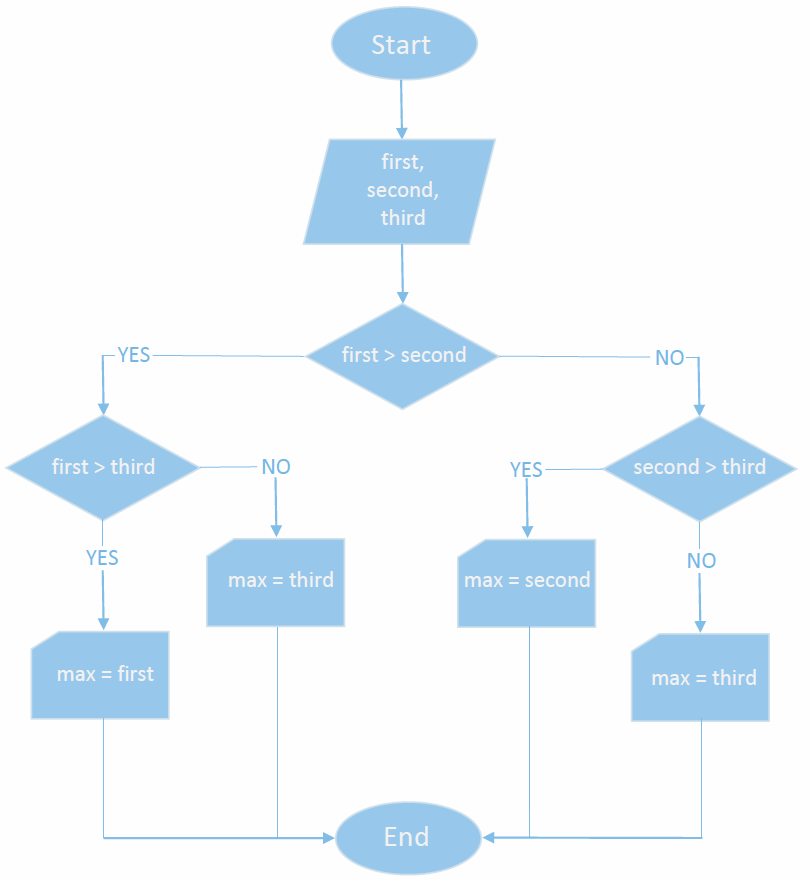 Start
first,
second,
third
first > second
YES
NO
first > third
NO
YES
second > third
YES
NO
max = third
max = second
max = first
max = third
End